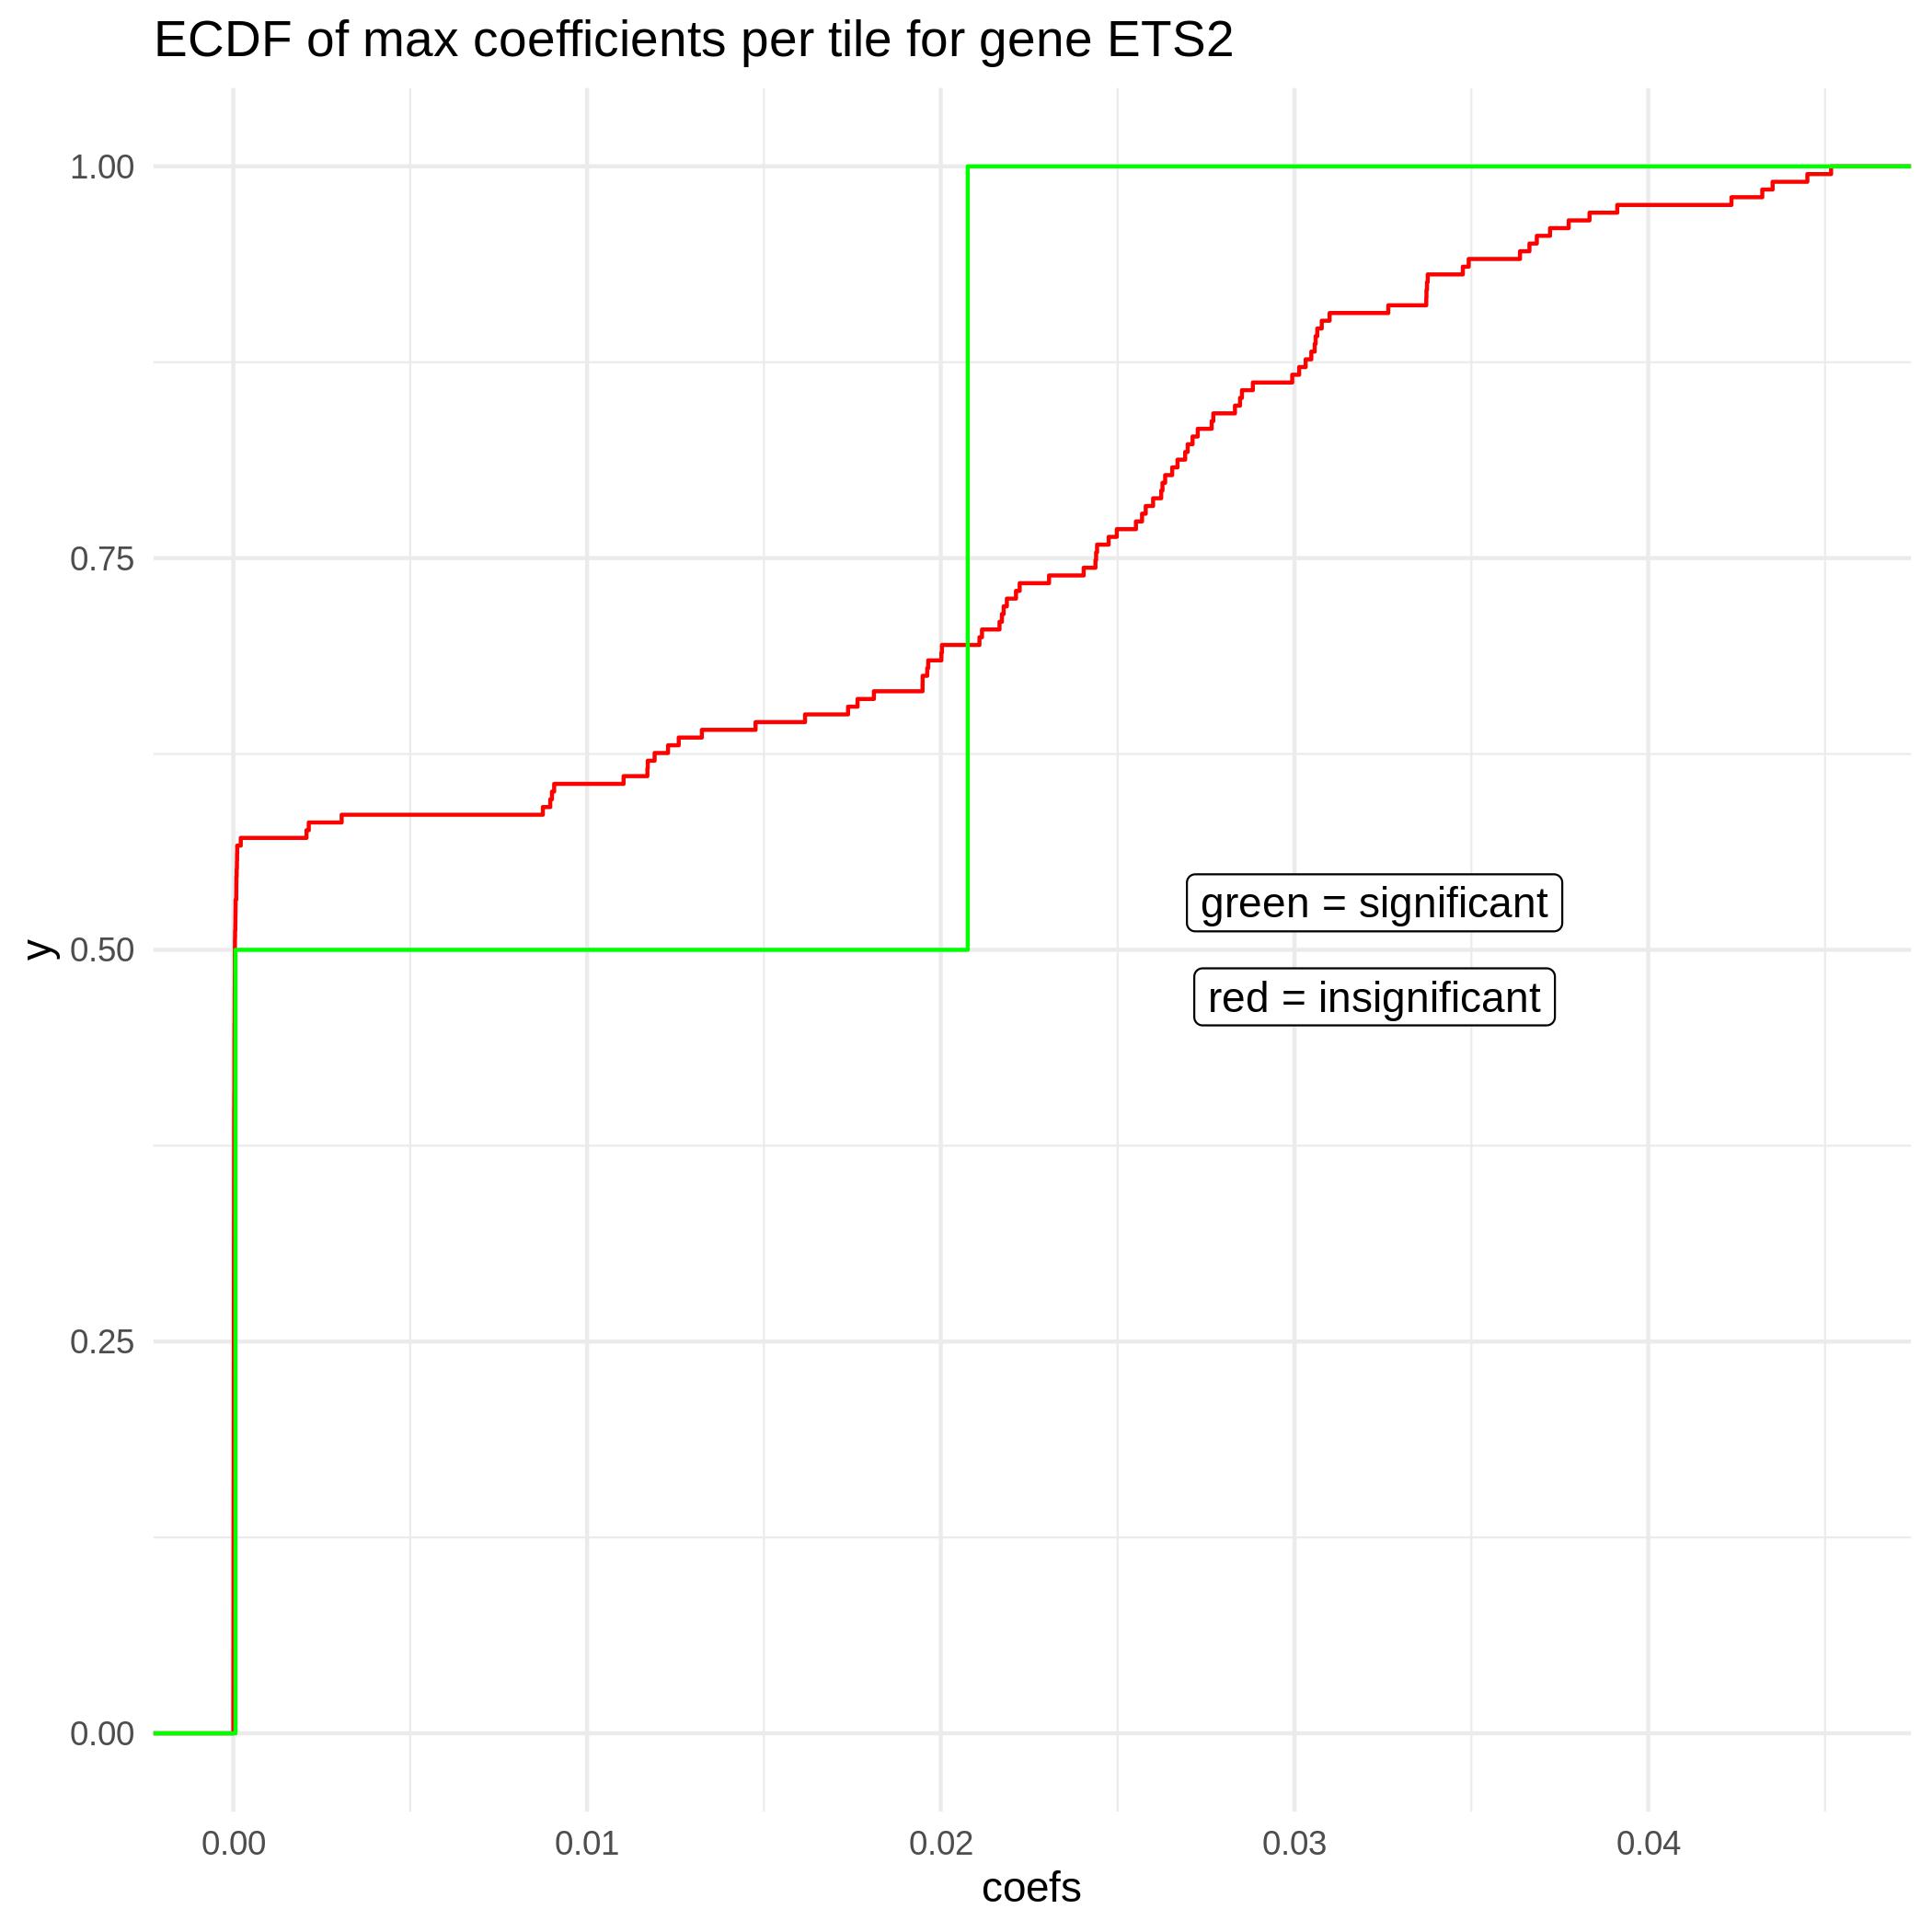 ECDF of max coefficients per tile for gene ETS2
1.00
0.75
0.50
0.25
0.00
y
green = significant
red = insignificant
0.00 0.01 0.02 0.03 0.04
coefs